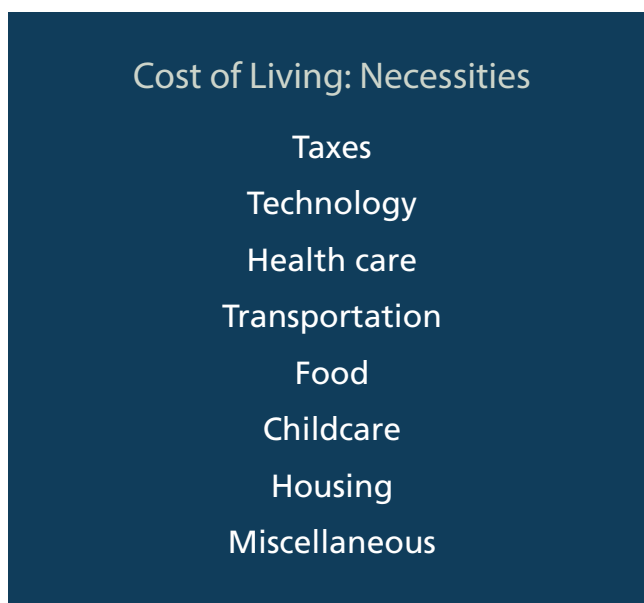 Cost of Living: Necessities
Taxes
Technology
Health care
Transportation
Food
Childcare
Housing
Miscellaneous